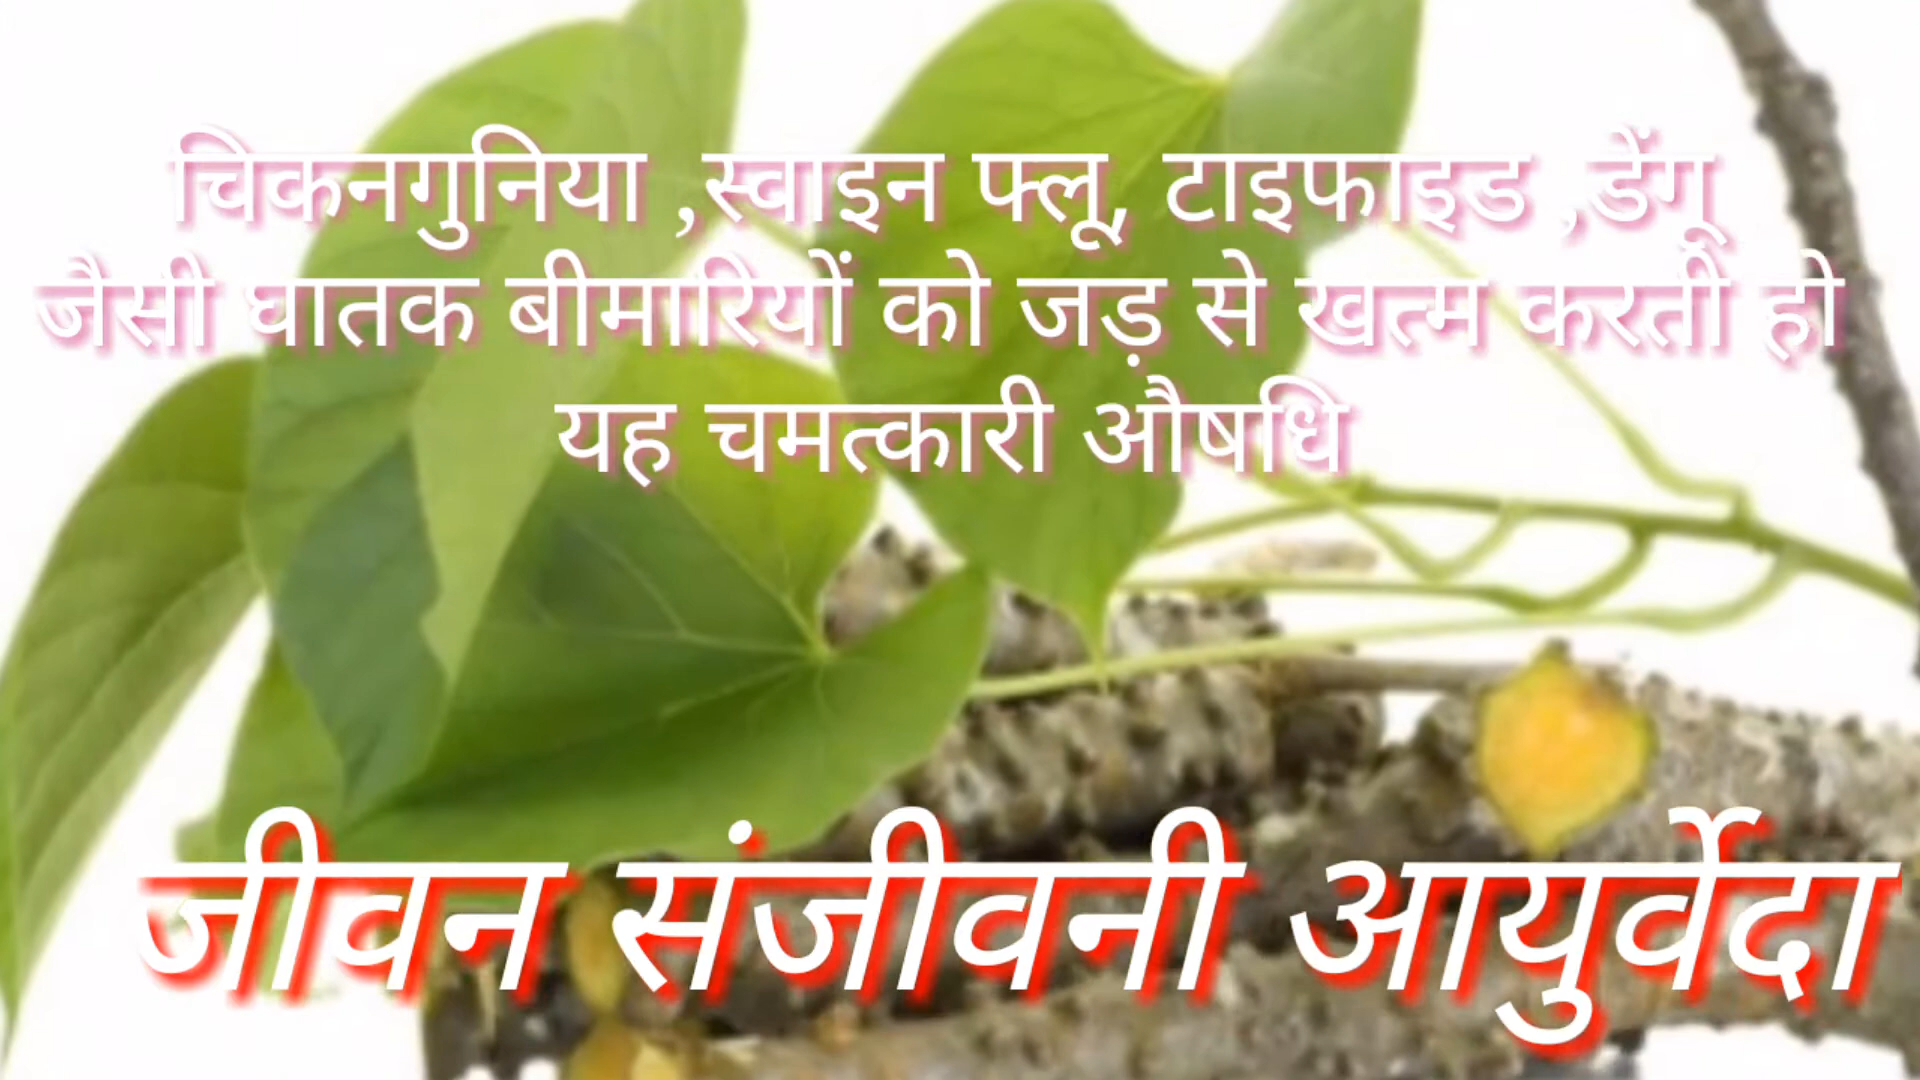 चिकनगुनिया ,स्वाइन फ्लू, टाइफाइड ,डेंगू
जैसी घातक बीमारियों को जड़ से खत्म करती हो
यह चमत्कारी औषधि
जीवन संजीवनी आयुर्वेदा